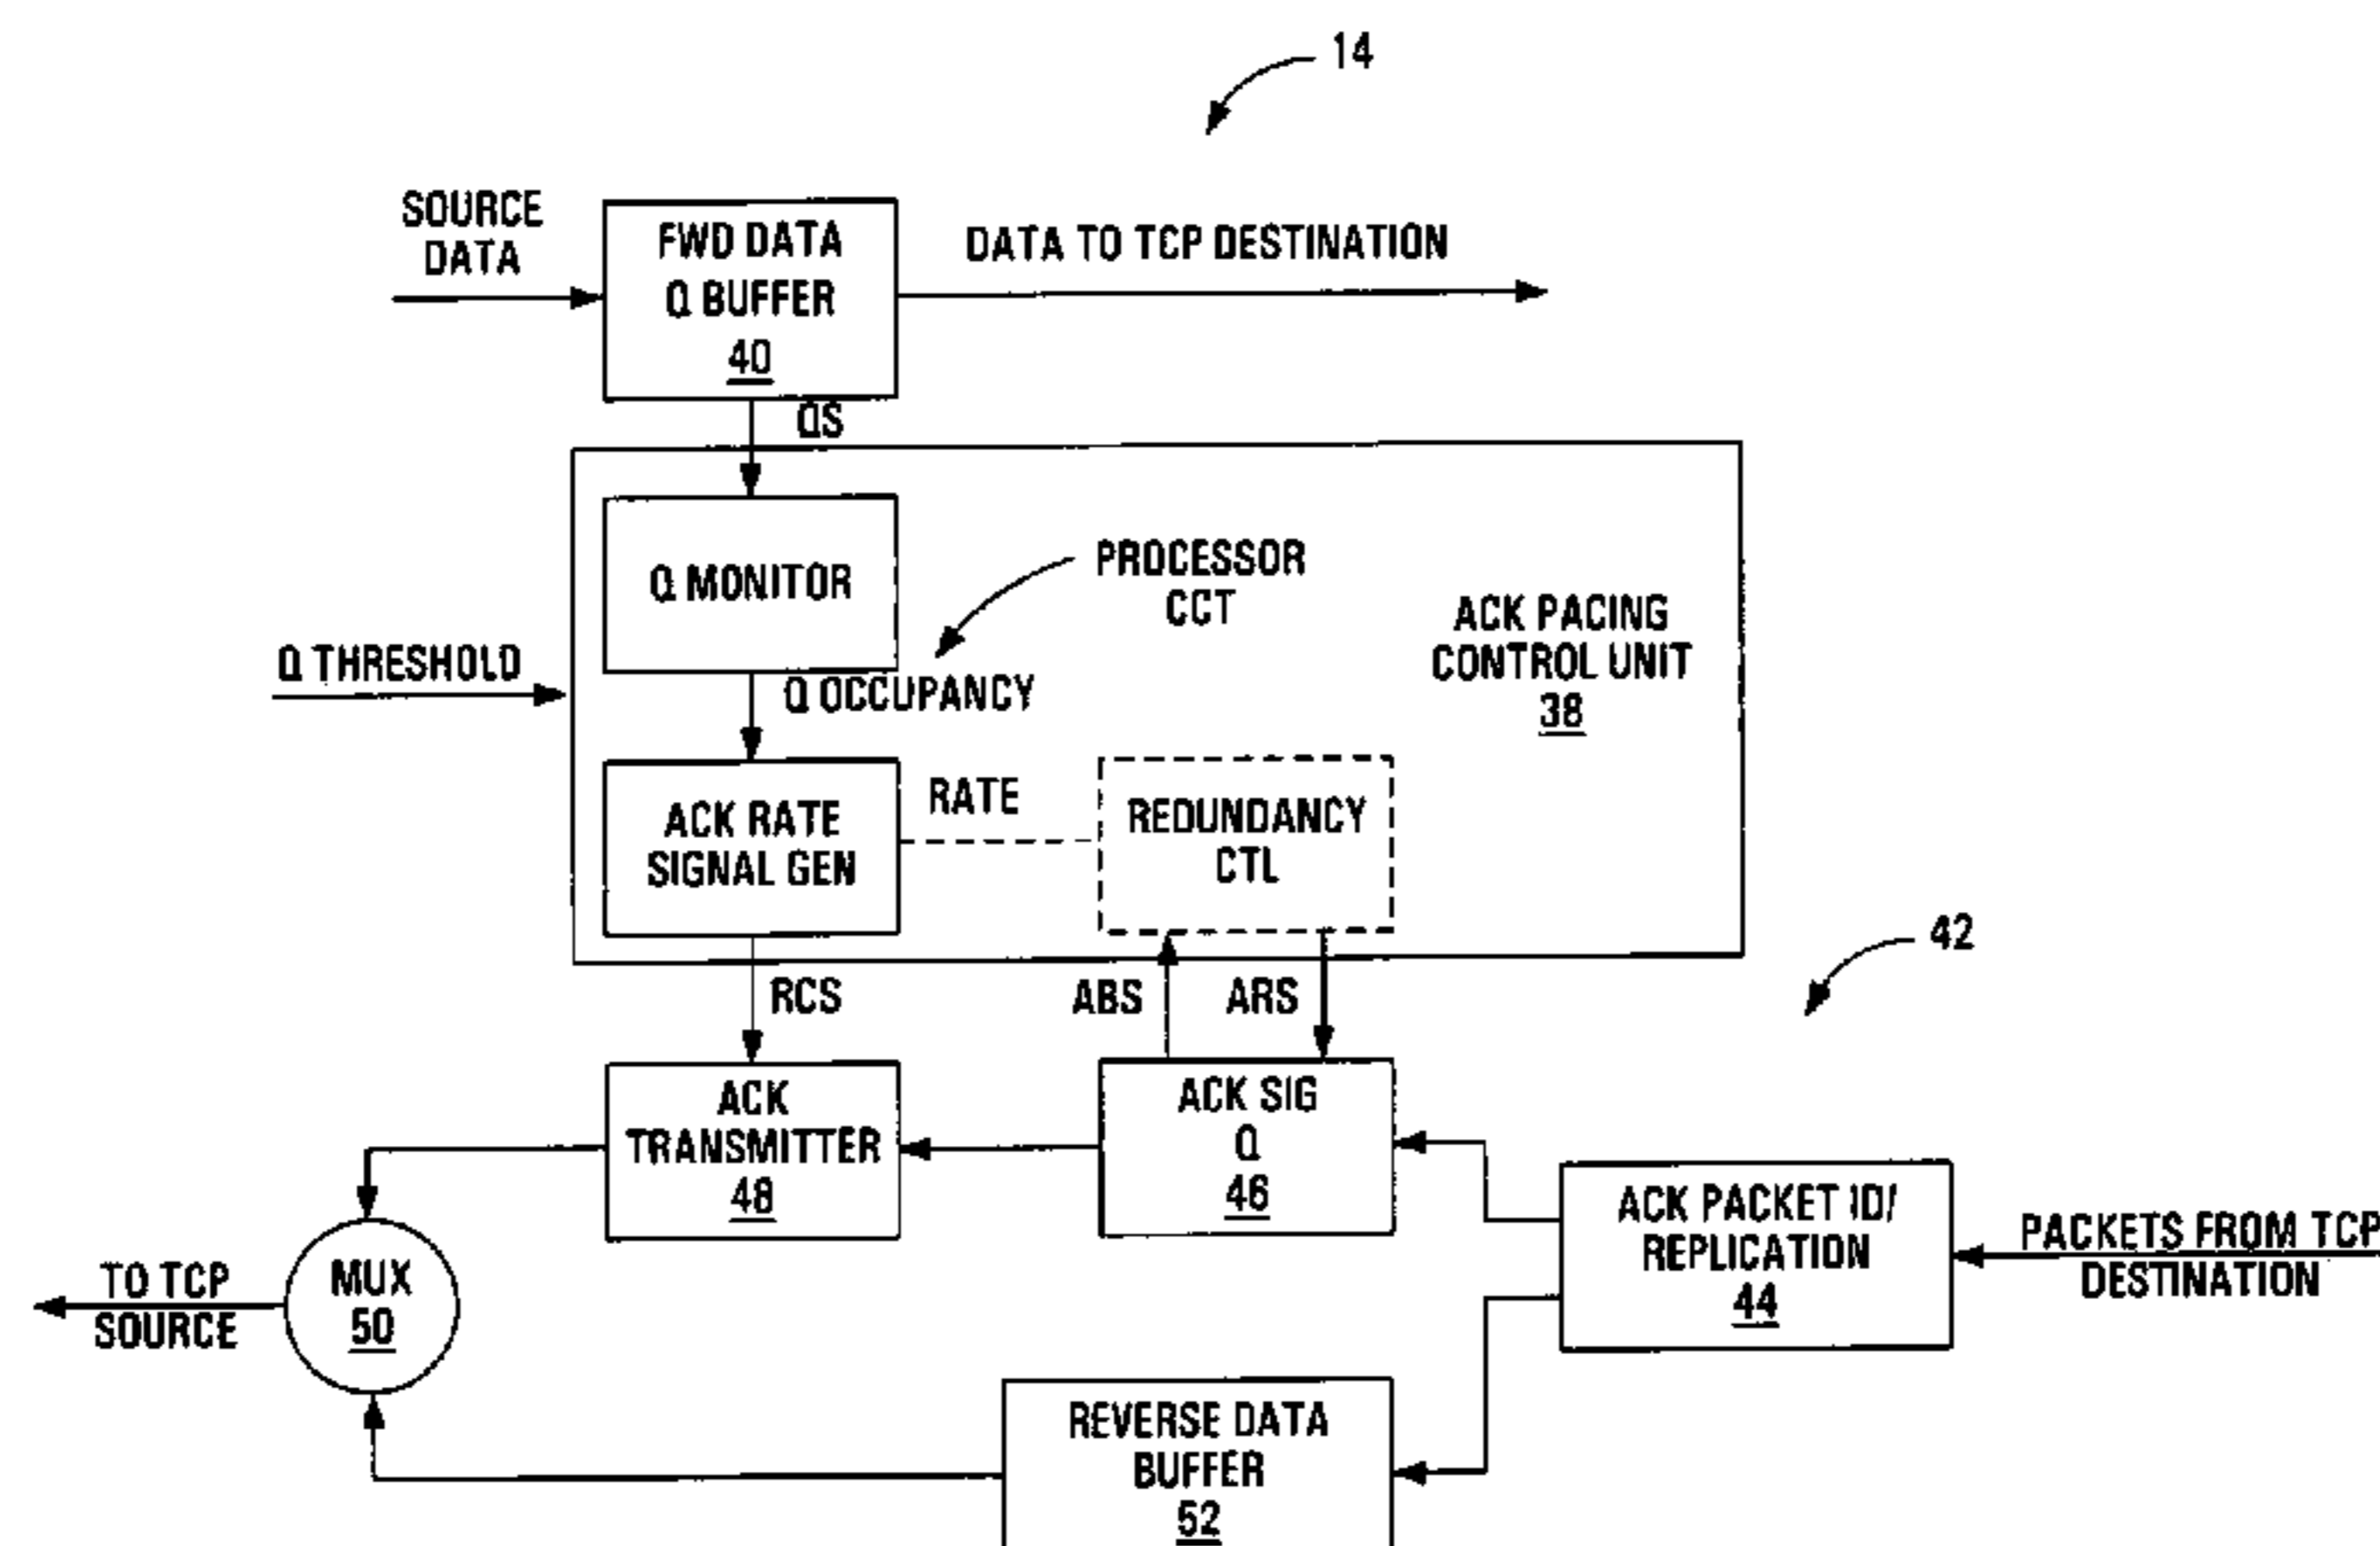 14
SOURCE
DATA
FWD DATA
Q BUFFER
40
DATA TO TCP DESTINATION
QS
Q MONITOR
PROCESSOR
CCT
ACK PACING
CONTROL UNIT
38
Q THRESHOLD
Q OCCUPANCY
ACK RATE
SIGNAL GEN
RATE
REDUNDANCY
CTL
42
RCS
ABS
ARS
ACK
TRANSMITTER
48
ACK SIG
Q
46
ACK PACKET ID/
REPLICATION
44
PACKETS FROM TCP
DESTINATION
TO TCP
SOURCE
MUX
50
REVERSE DATA
BUFFER
52